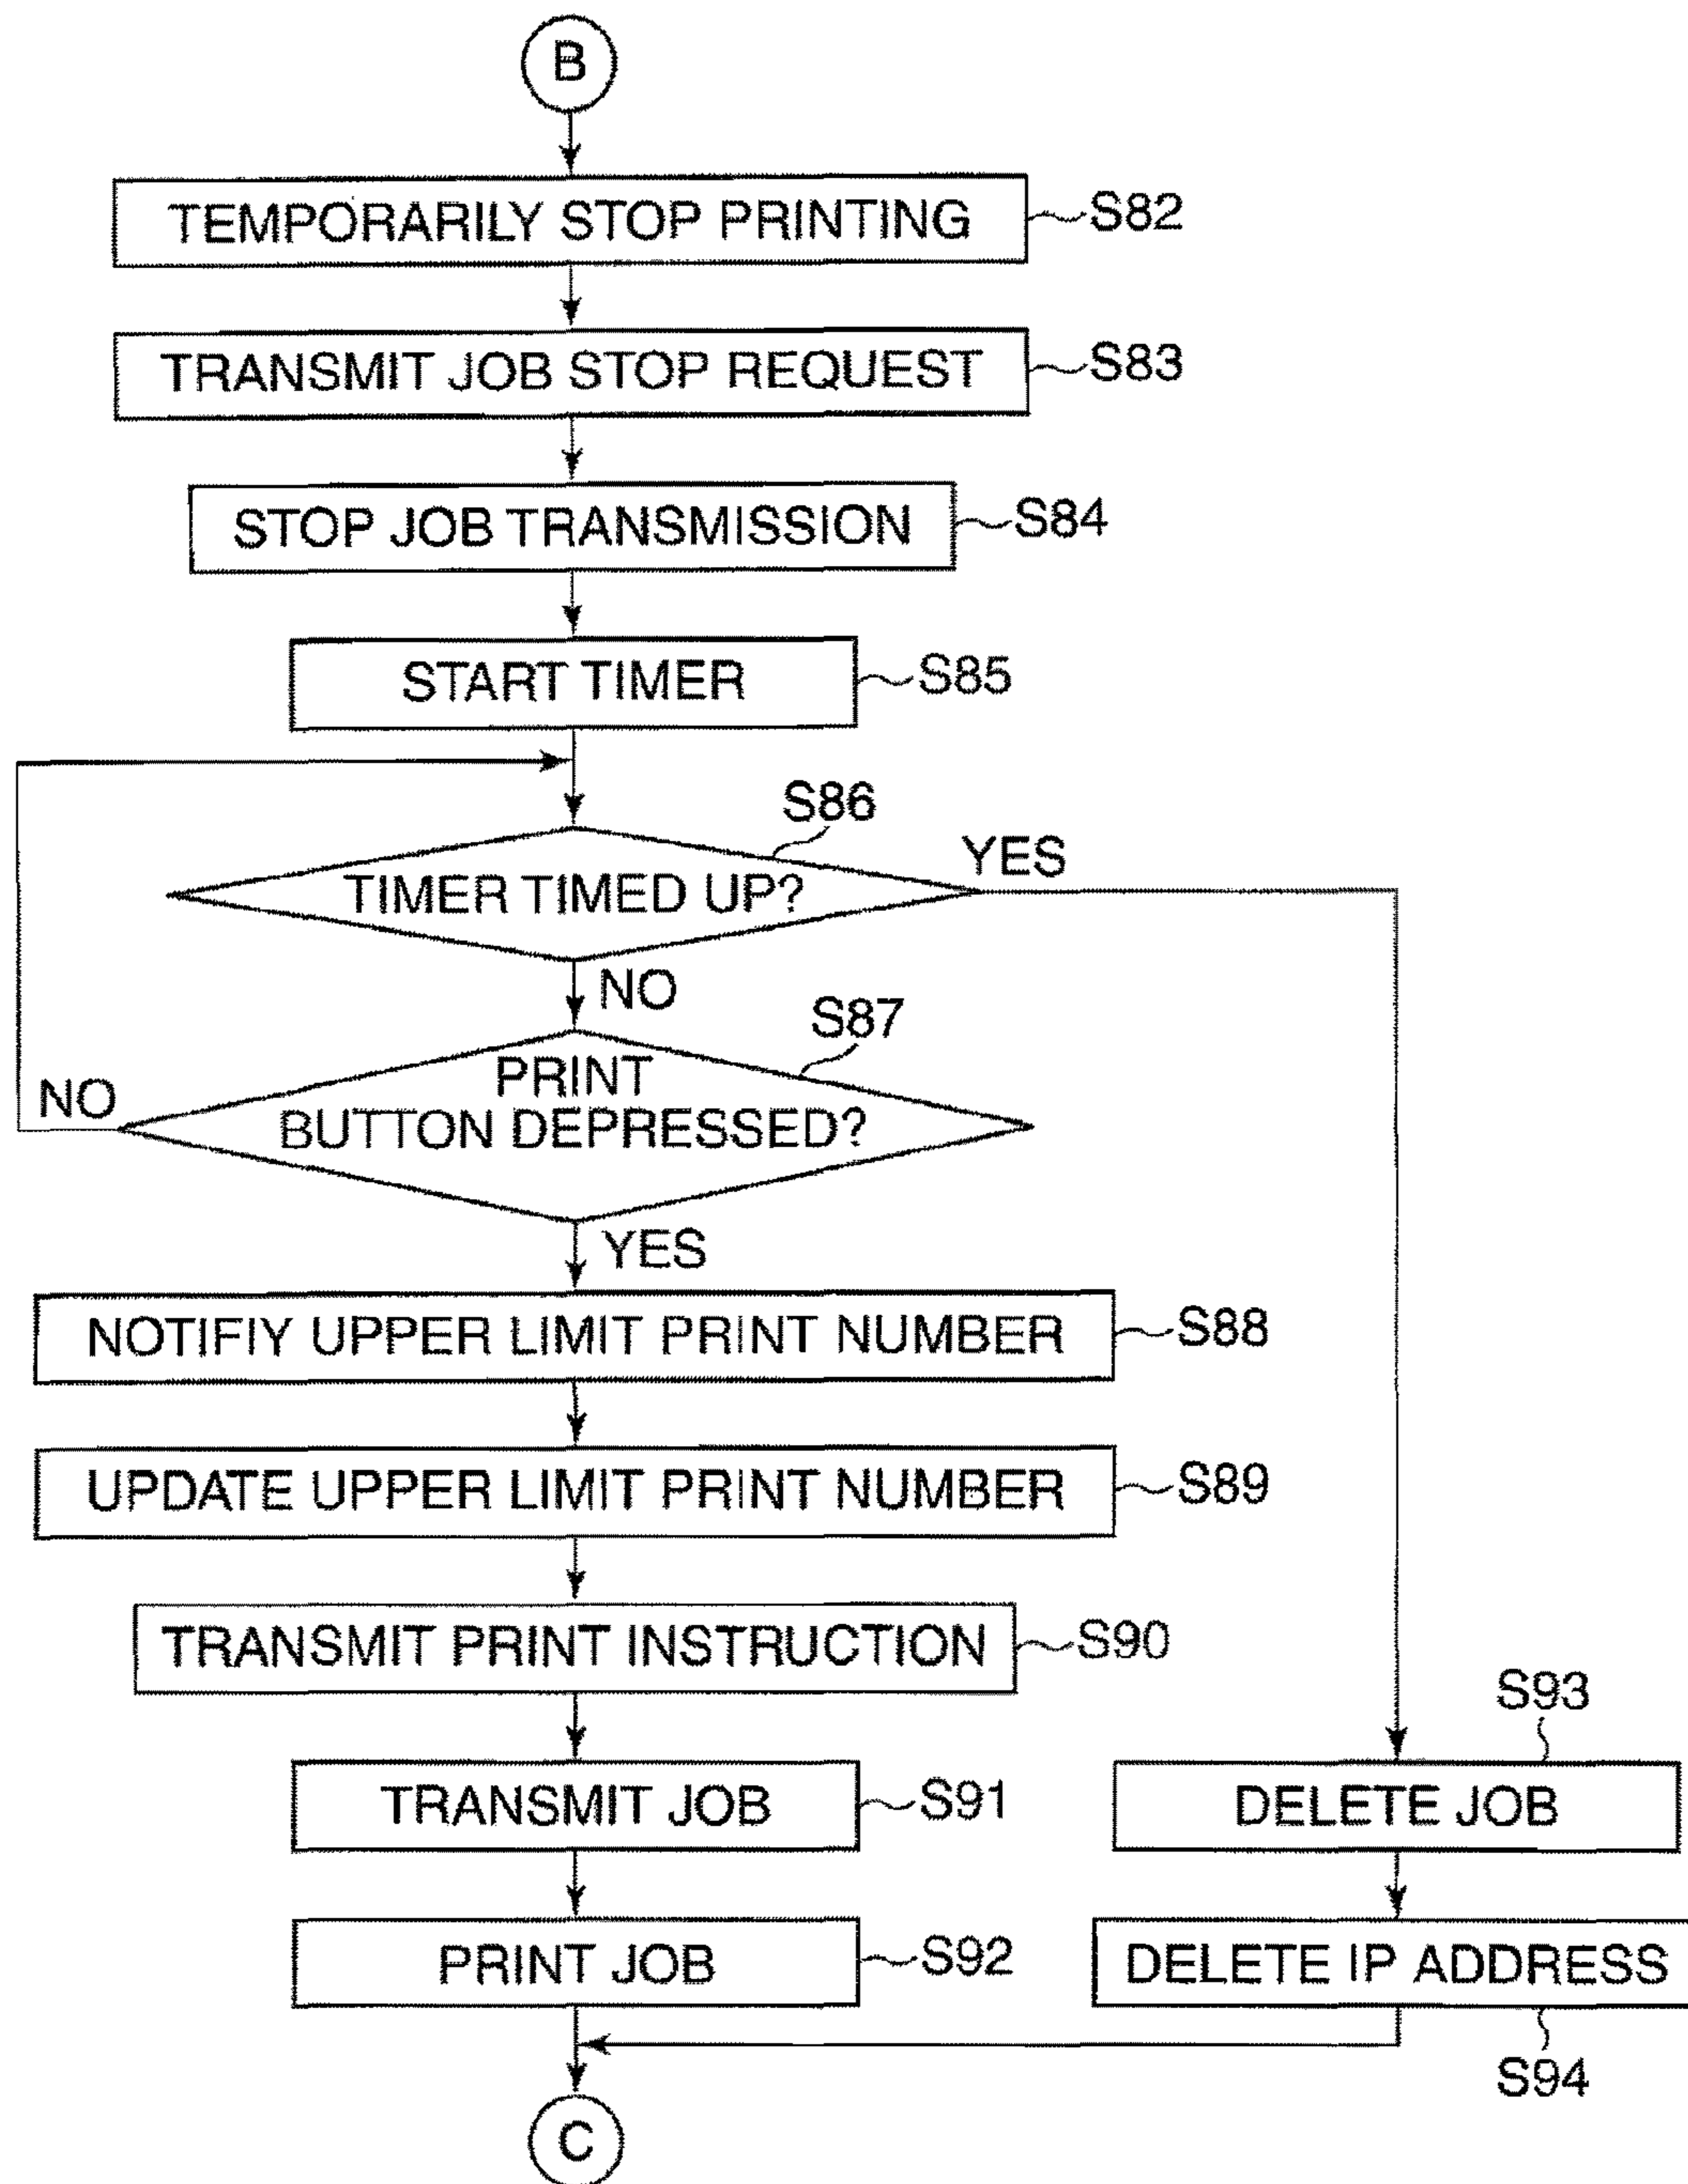 B
TEMPORARILY STOP PRINTING
S82
TRANSMIT JOB STOP REQUEST
S83
STOP JOB TRANSMISSION
S84
START TIMER
S85
S86
TIMER TIMED UP?
YES
NO
S87
PRINT
BUTTON DEPRESSED?
NO
YES
NOTIFIY UPPER LIMIT PRINT NUMBER
S88
UPDATE UPPER LIMIT PRINT NUMBER
S89
TRANSMIT PRINT INSTRUCTION
S90
S93
TRANSMIT JOB
S91
DELETE JOB
PRINT JOB
S92
DELETE IP ADDRESS
S94
C